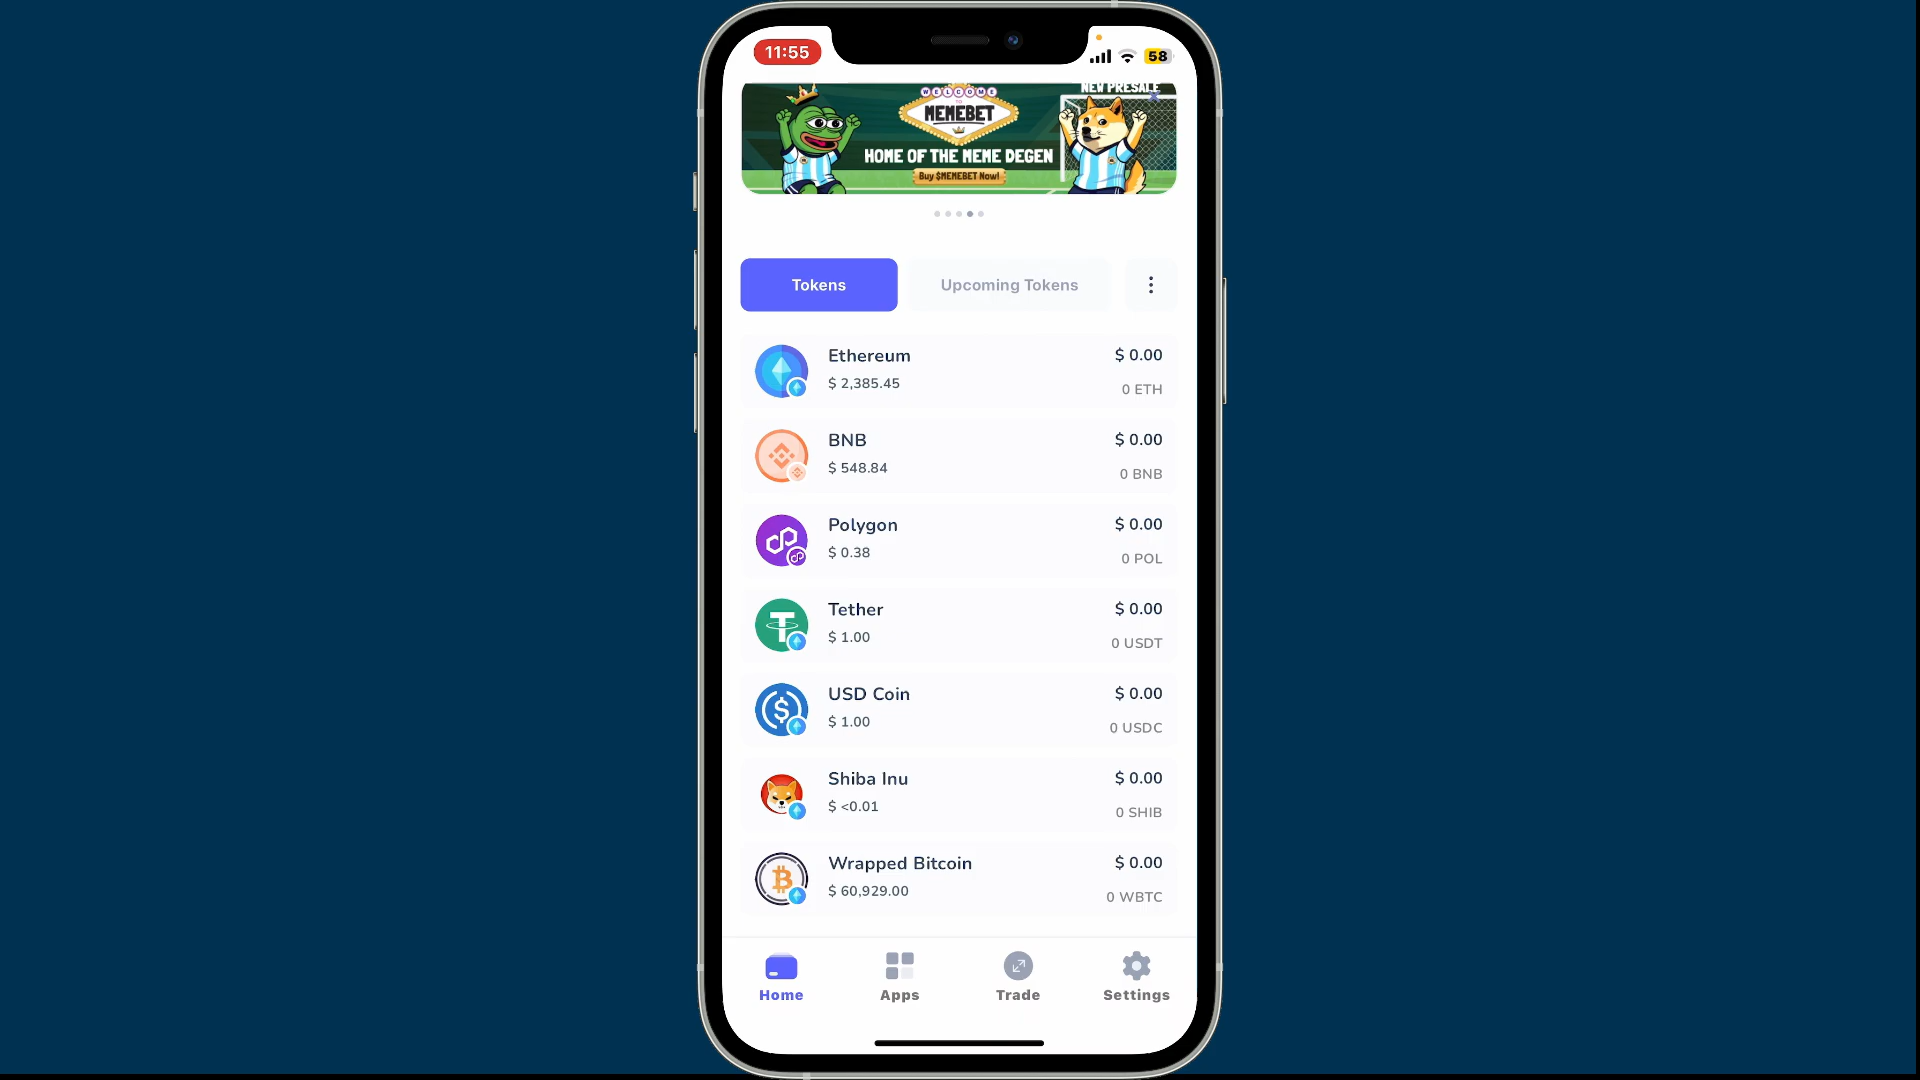 11:55
58
WELCOME
NEW PRESALE
MEMEBET
HOME OF THE MEME DEGEN
Buy $MEMEBET Now!
Tokens
Upcoming Tokens
Ethereum
$ 0.00
$ 2,385.45
0 ETH
BNB
$ 0.00
$ 548.84
0 BNB
Polygon
$ 0.00
$ 0.38
0 POL
Tether
$ 0.00
$ 1.00
0 USDT
USD Coin
$ 0.00
$ 1.00
0 USDC
Shiba Inu
$ 0.00
$ <0.01
0 SHIB
Wrapped Bitcoin
$ 0.00
$ 60,929.00
0 WBTC
Home
Apps
Trade
Settings